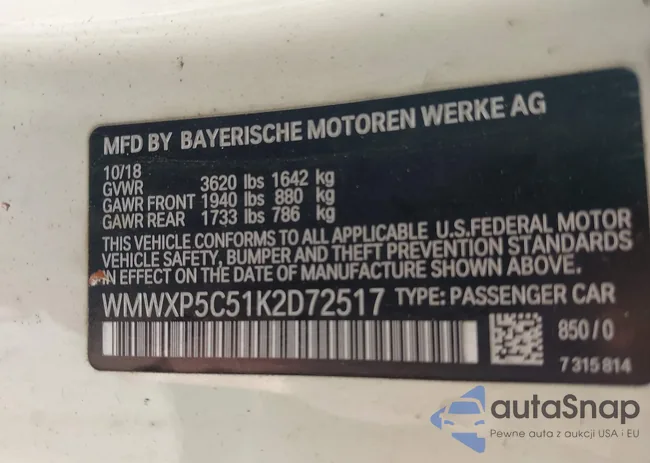 MFD BY BAYERISCHE MOTOREN WERKE AG
10/18
GVWR 3620 lbs 1642 kg
GAWR FRONT 1940 lbs 880 kg
GAWR REAR 1733 lbs 786 kg
THIS VEHICLE CONFORMS TO ALL APPLICABLE U.S.FEDERAL MOTOR
VEHICLE SAFETY, BUMPER AND THEFT PREVENTION STANDARDS
IN EFFECT ON THE DATE OF MANUFACTURE SHOWN ABOVE.
WMWXP5C51K2D72517 TYPE: PASSENGER CAR
850/0
7315814
autaSnap
Pewne auta z aukcji USA i EU